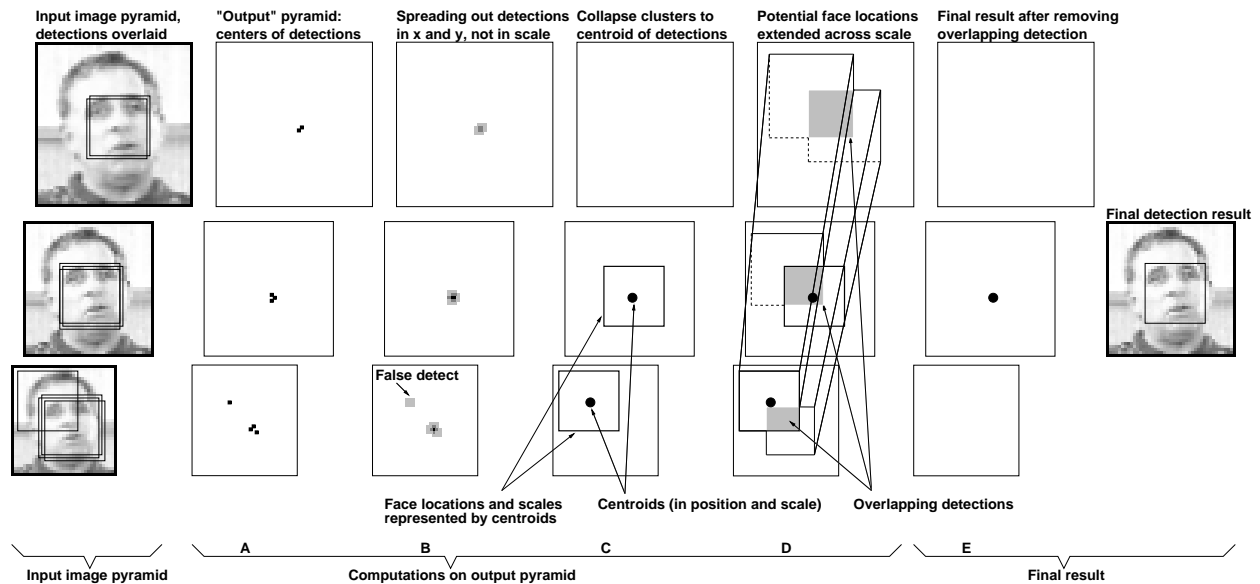 Input image pyramid,
detections overlaid
"Output" pyramid:
centers of detections
Spreading out detections
in x and y, not in scale
Collapse clusters to
centroid of detections
Potential face locations
extended across scale
Final result after removing
overlapping detection
Final detection result
False detect
Face locations and scales
represented by centroids
Centroids (in position and scale)
Overlapping detections
A
B
C
D
E
Input image pyramid
Computations on output pyramid
Final result